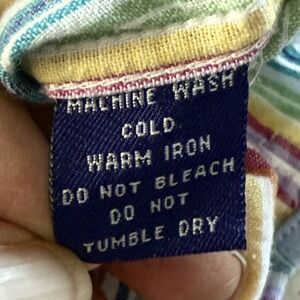 MACHINE WASH
COLD
WARM IRON
DO NOT BLEACH
DO NOT
TUMBLE DRY